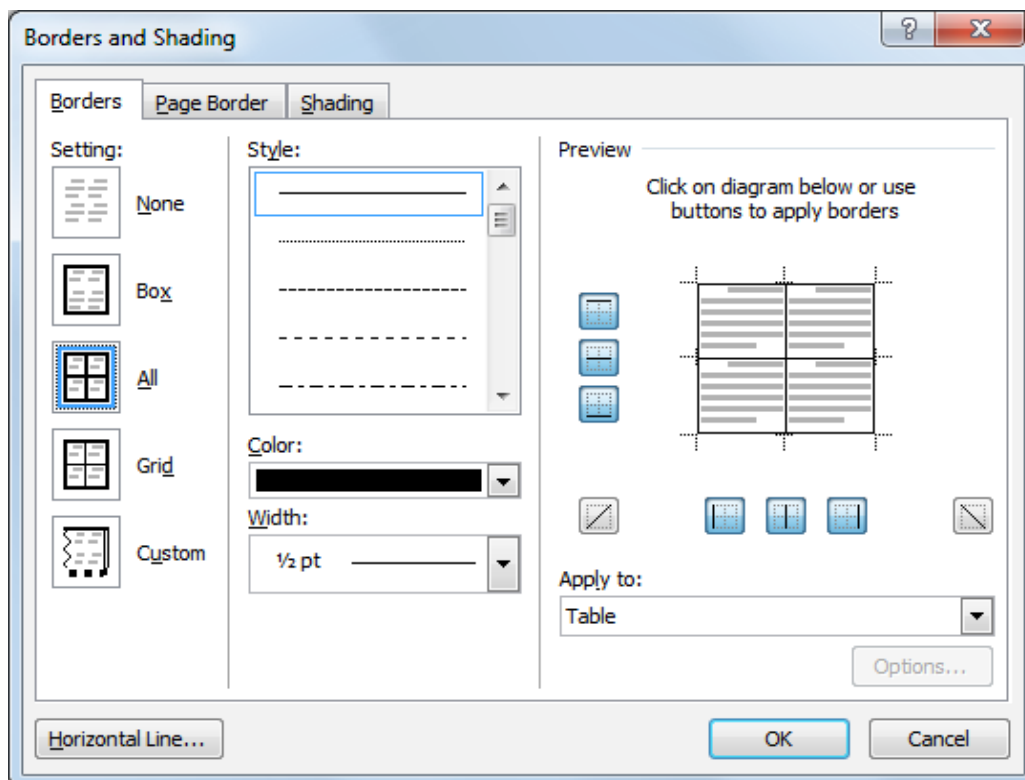 Borders and Shading
Borders
Page Border
Shading
Setting:
None
Box
All
Grid
Custom
Style:
Color:
Width:
½ pt
Preview
Click on diagram below or use
buttons to apply borders
Apply to:
Table
Options...
Horizontal Line...
OK
Cancel